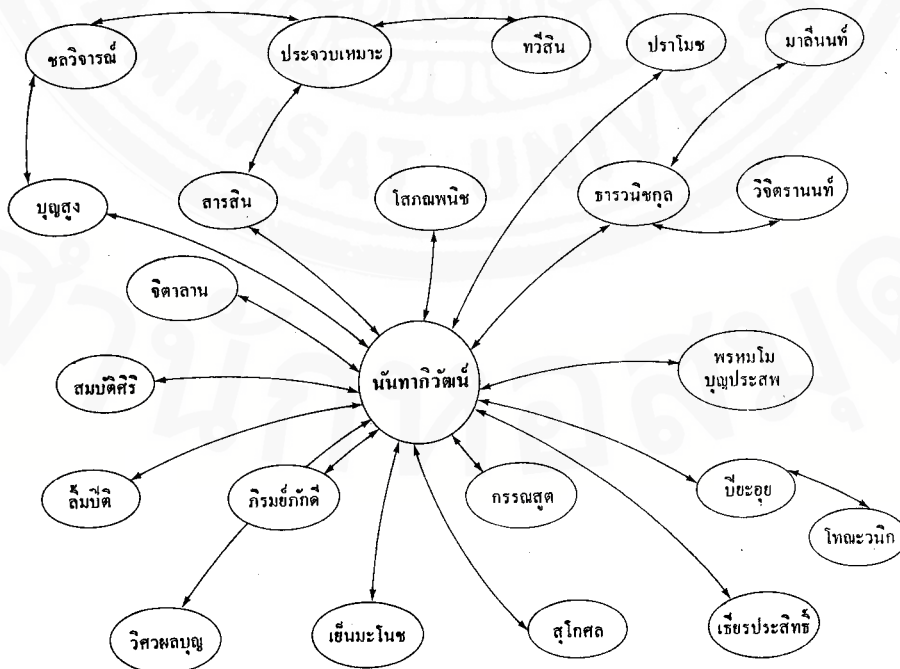 ชลวิจารณ์
ประจวบเหมาะ
ทวีสิน
ปราโมช
มาลีนนท์
บุญสูง
สารสิน
โสภณพนิช
ธารวนิชกุล
วิจิตรานนท์
จิตาลาน
นันทาภิวัฒน์
พรหมโม
บุญประสพ
สมบัติศิริ
ลิ้มปิติ
ภิรมย์ภักดี
กรรณสูต
ปิยะอุย
โทณะวนิก
วิศวผลบุญ
เย็นมะโนช
สุโกศล
เธียรประสิทธิ์